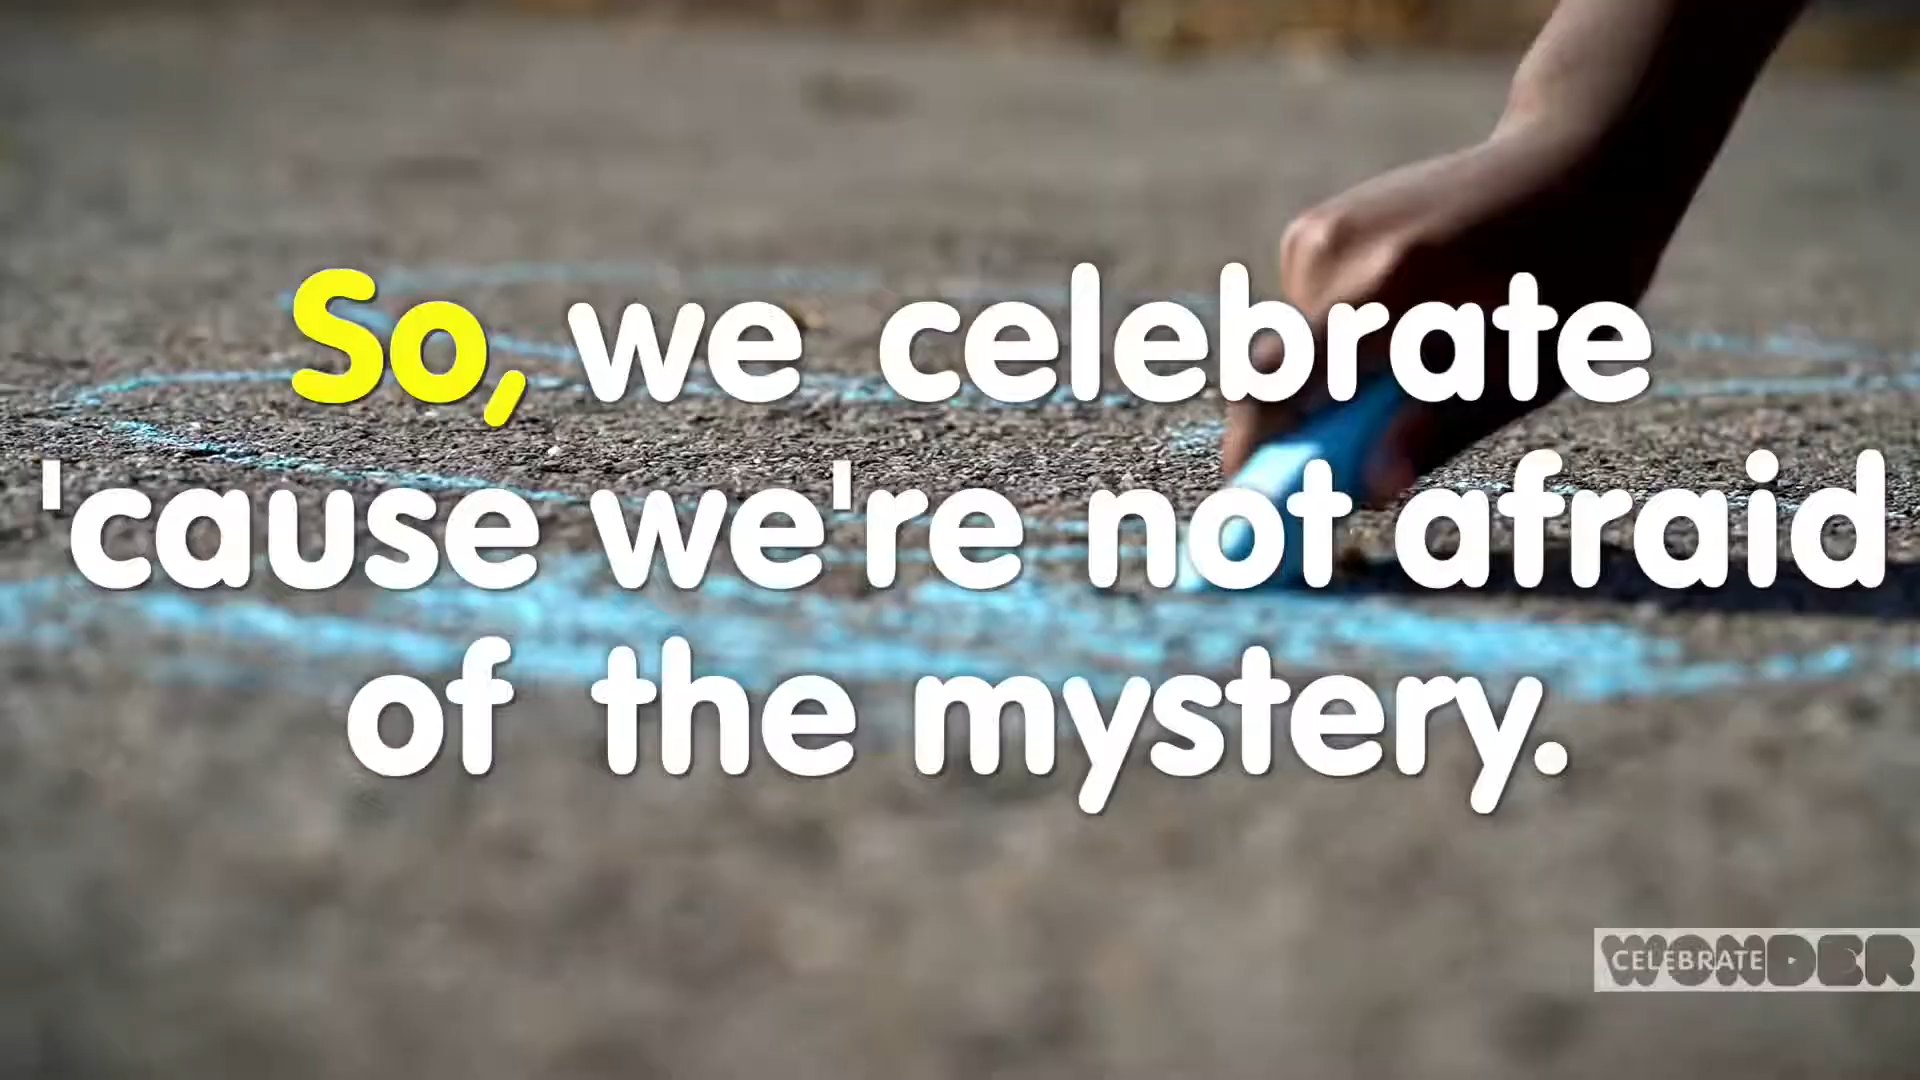 So, we celebrate
'cause we're not afraid
of the mystery.
CELEBRATE WONDER